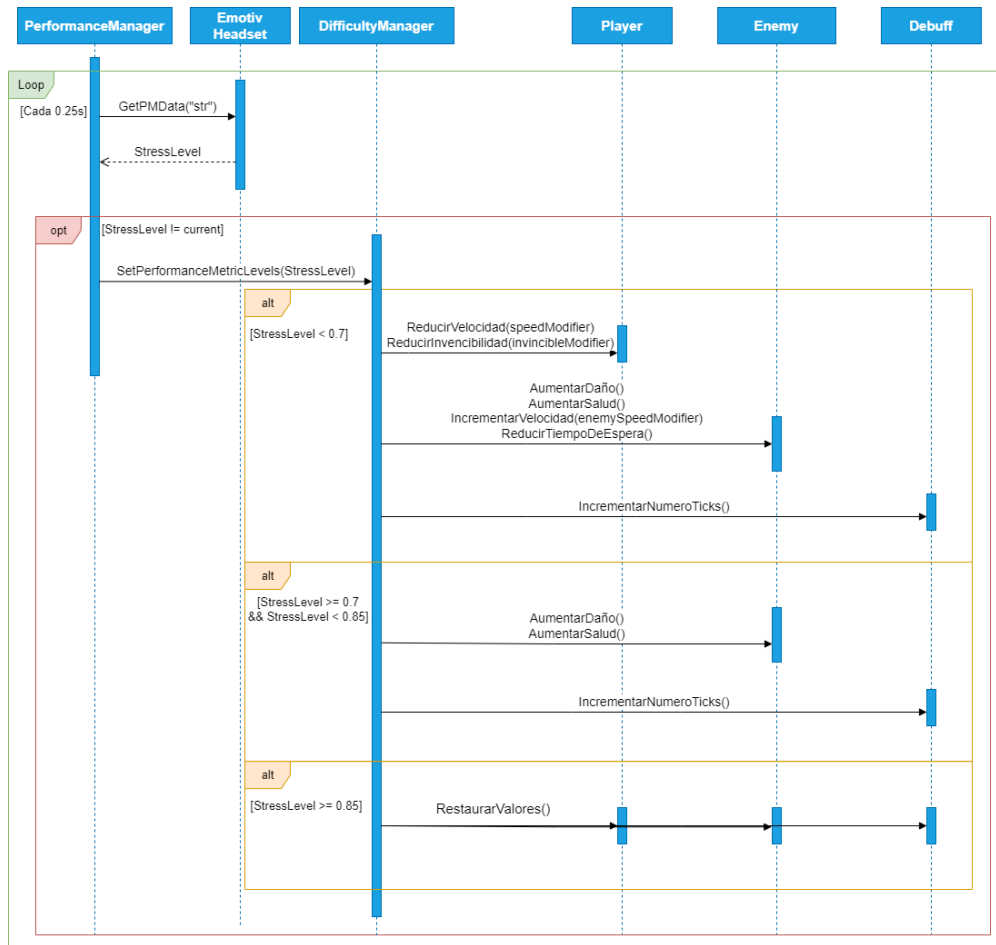 PerformanceManager
Emotiv
Headset
DifficultyManager
Player
Enemy
Debuff
Loop
[Cada 0.25s]
GetPMData("str")
StressLevel
opt
[StressLevel != current]
SetPerformanceMetricLevels(StressLevel)
alt
[StressLevel < 0.7]
ReducirVelocidad(speedModifier)
ReducirInvencibilidad(invincibleModifier)
AumentarDaño()
AumentarSalud()
IncrementarVelocidad(enemySpeedModifier)
ReducirTiempoDeEspera()
IncrementarNumeroTicks()
alt
[StressLevel >= 0.7
&& StressLevel < 0.85]
AumentarDaño()
AumentarSalud()
IncrementarNumeroTicks()
alt
[StressLevel >= 0.85]
RestaurarValores()